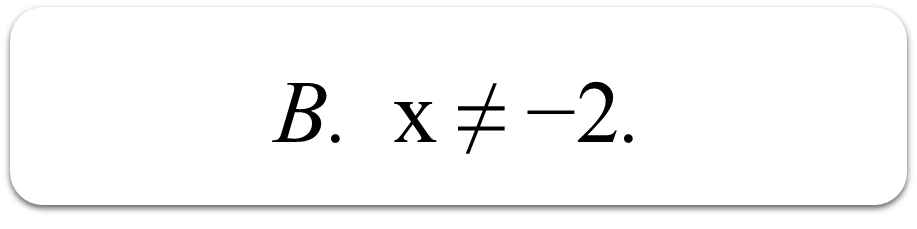 B. x ≠ −2.